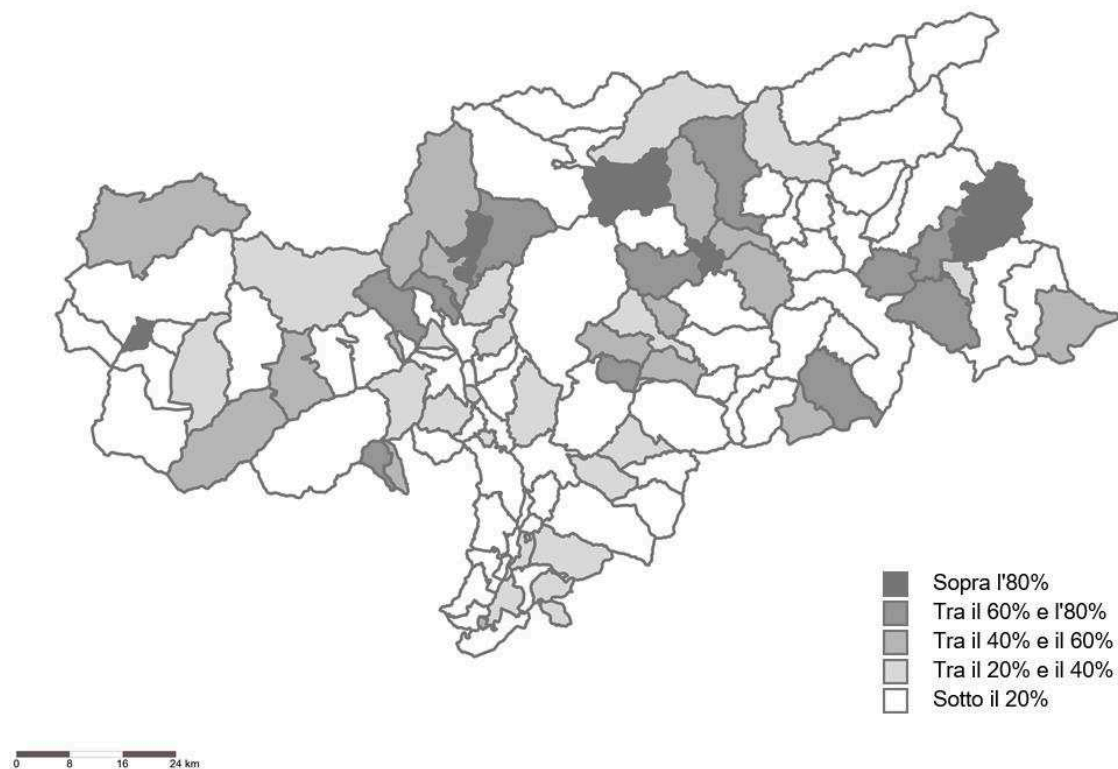 Sopra l'80%
Tra il 60% e l'80%
Tra il 40% e il 60%
Tra il 20% e il 40%
Sotto il 20%
0 8 16 24 km